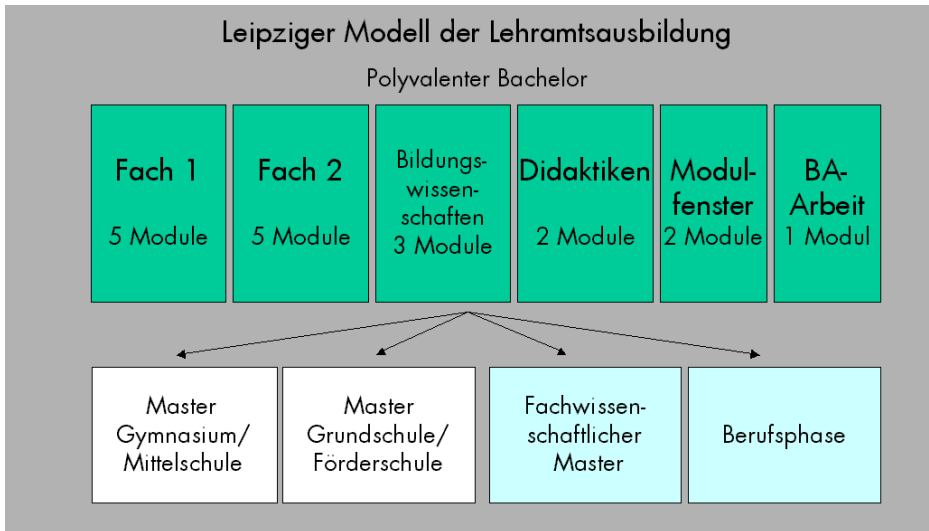 Leipziger Modell der Lehramtsausbildung
Polyvalenter Bachelor
Fach 1
5 Module
Fach 2
5 Module
Bildungs-
wissen-
schaften
3 Module
Didaktiken
2 Module
Modul-
fenster
2 Module
BA-
Arbeit
1 Modul
Master
Gymnasium/
Mittelschule
Master
Grundschule/
Förderschule
Fachwissen-
schaftlicher
Master
Berufsphase